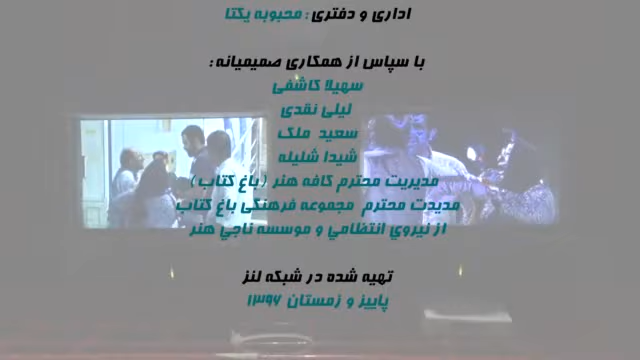 اداری و دفتری : محبوبه یکتا
با سپاس از همکاری صمیمیانه :
سهیلا کاشفی
لیلی نقدی
سعید ملک
شیدا شلیله
مدیریت محترم کافه هنر (باغ کتاب)
مدیدت محترم مجموعه فرهنگی باغ کتاب
از نیروی انتظامی و موسسه ناجی هنر
تهیه شده در شبکه لنز
پاییز و زمستان ۱۳۹۶